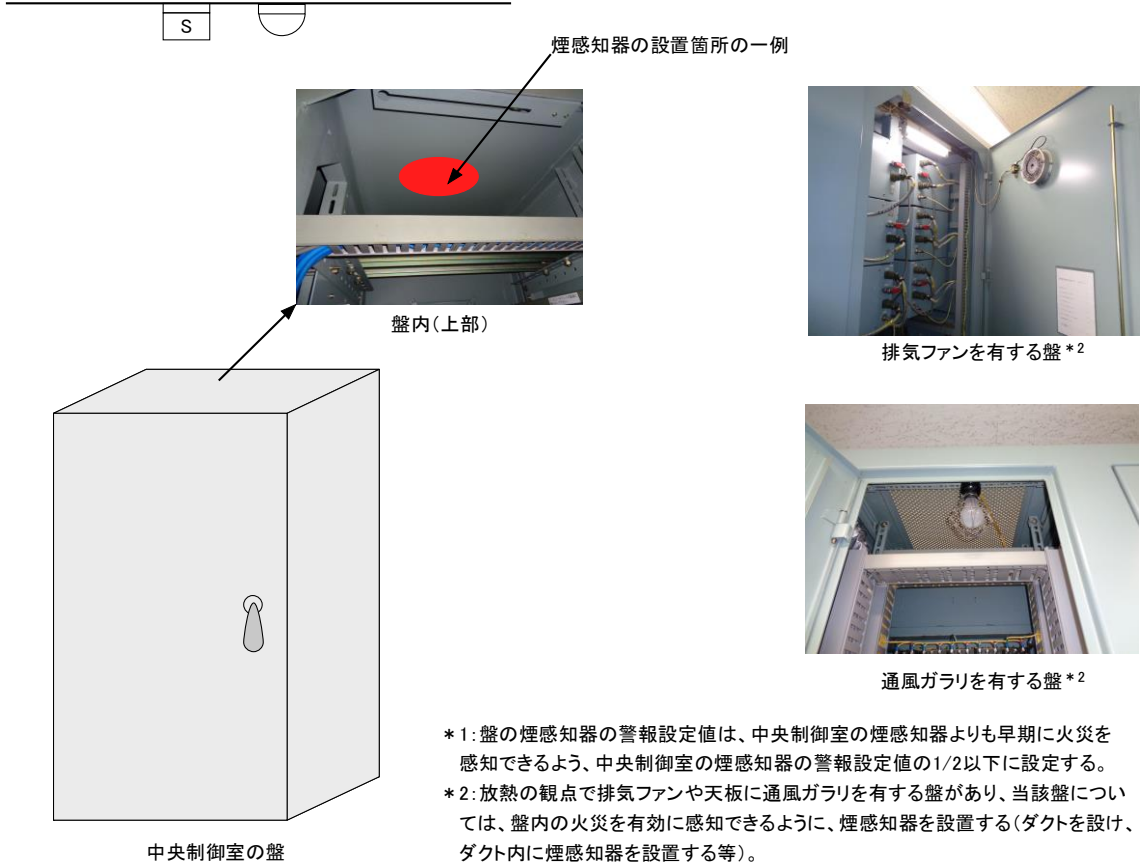 S
煙感知器の設置箇所の一例
盤内(上部)
排気ファンを有する盤*2
通風ガラリを有する盤*2
中央制御室の盤
*1:盤の煙感知器の警報設定値は、中央制御室の煙感知器よりも早期に火災を
感知できるよう、中央制御室の煙感知器の警報設定値の1/2以下に設定する。
*2:放熱の観点で排気ファンや天板に通風ガラリを有する盤があり、当該盤につい
ては、盤内の火災を有効に感知できるように、煙感知器を設置する(ダクトを設け、
ダクト内に煙感知器を設置する等)。